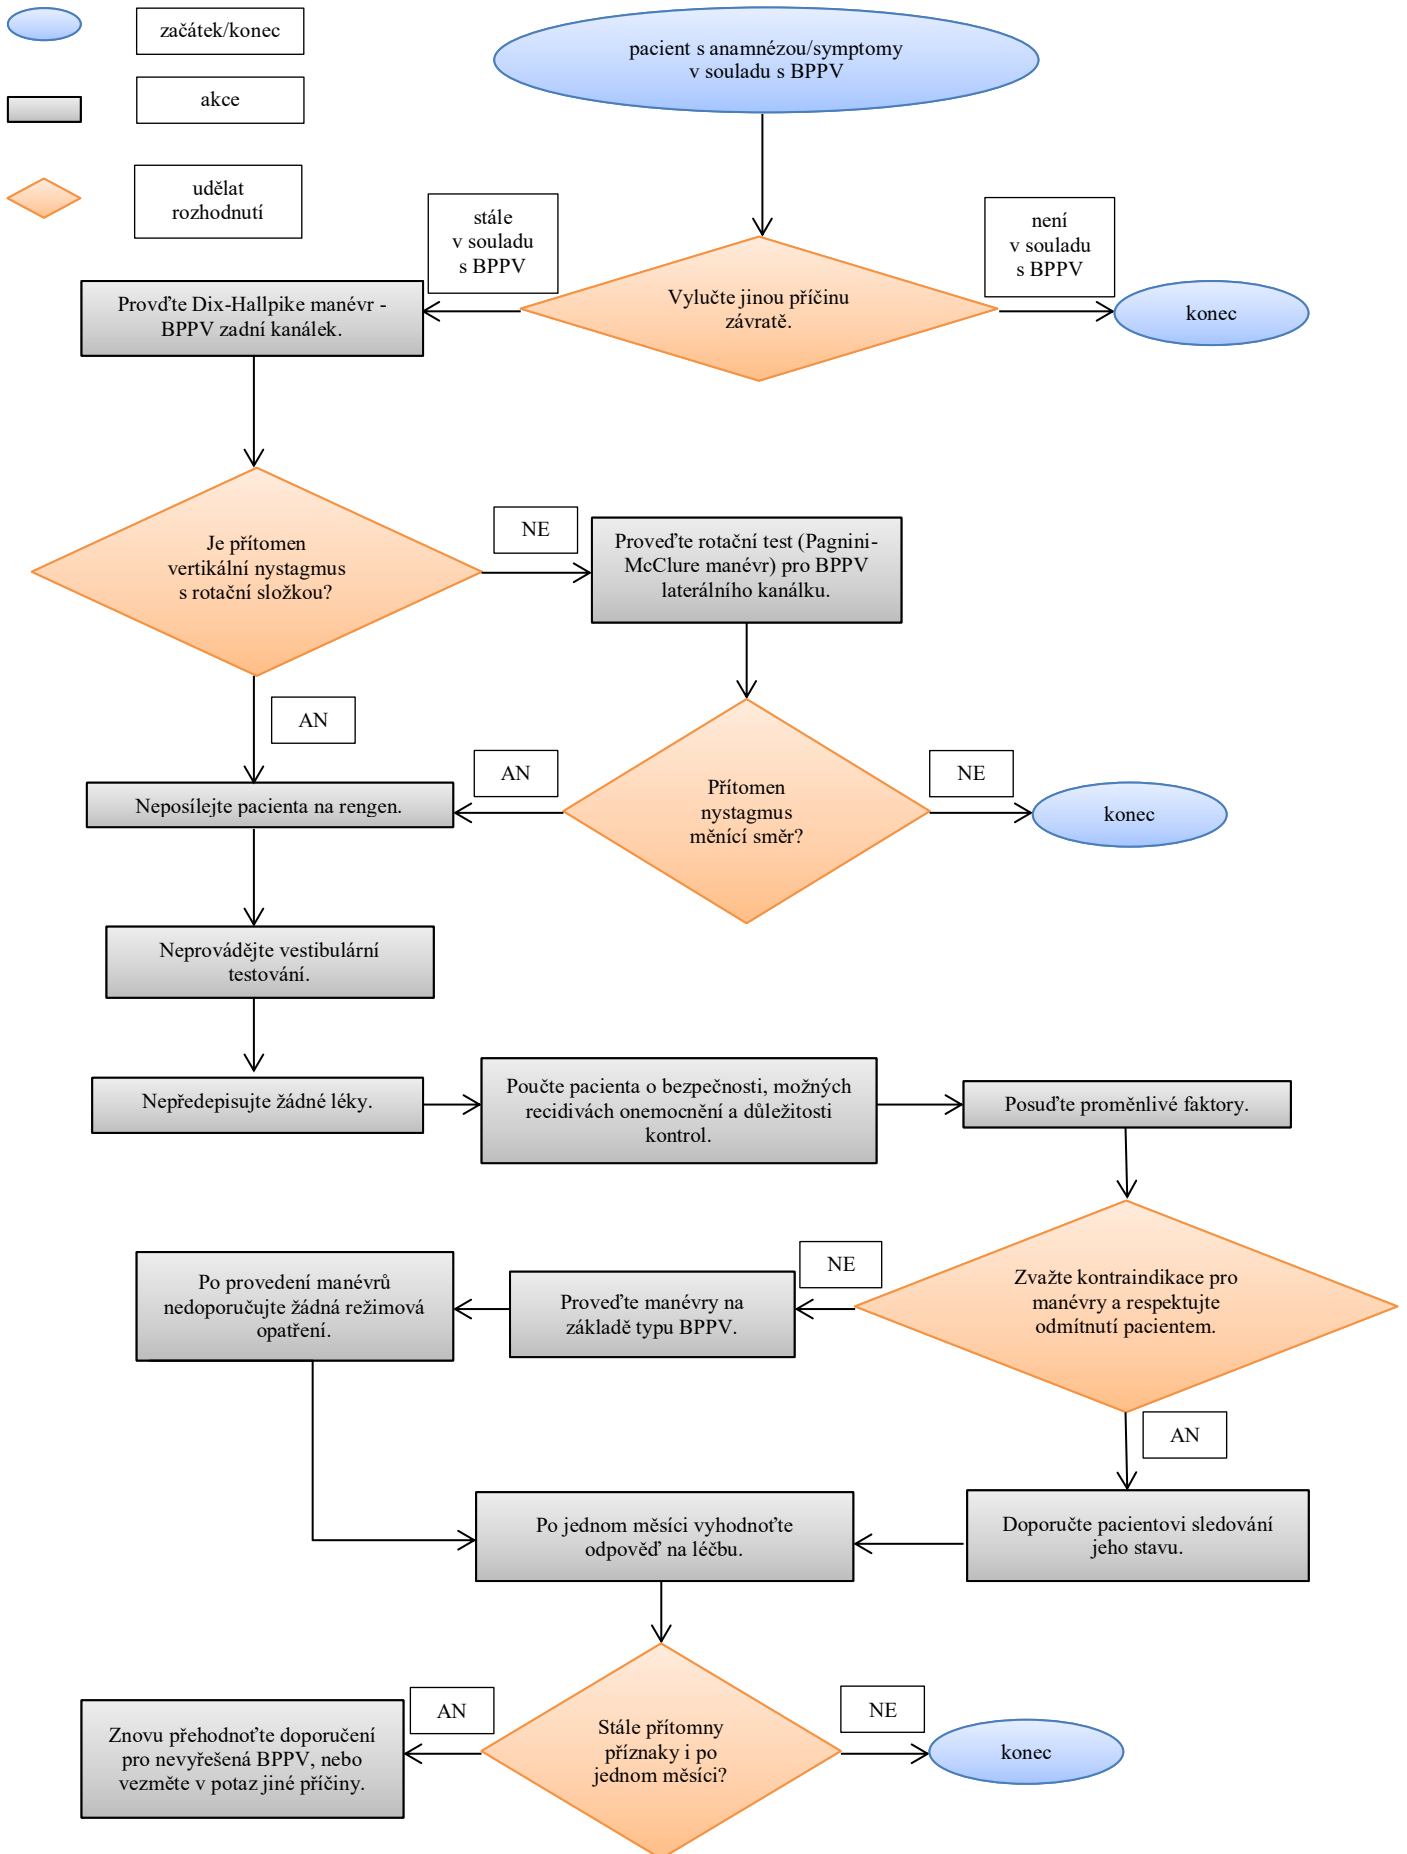 začátek/konec
akce
udělat
rozhodnutí
pacient s anamnézou/symptomy
v souladu s BPPV
stále
v souladu
s BPPV
není
v souladu
s BPPV
Vylučte jinou příčinu
závratě.
konec
Provďte Dix-Hallpike manévr -
BPPV zadní kanálek.
Je přítomen
vertikální nystagmus
s rotační složkou?
NE
Proveďte rotační test (Pagnini-
McClure manévr) pro BPPV
laterálního kanálku.
AN
AN
NE
Přítomen
nystagmus
měnící směr?
konec
Neposílejte pacienta na rengen.
Neprovádějte vestibulární
testování.
Nepředepisujte žádné léky.
Poučte pacienta o bezpečnosti, možných
recidivách onemocnění a důležitosti
kontrol.
Posuďte proměnlivé faktory.
Zvažte kontraindikace pro
manévry a respektujte
odmítnutí pacientem.
NE
Proveďte manévry na
základě typu BPPV.
Po provedení manévrů
nedoporučujte žádná režimová
opatření.
AN
Doporučte pacientovi sledování
jeho stavu.
Po jednom měsíci vyhodnoťte
odpověď na léčbu.
Stále přítomny
příznaky i po
jednom měsíci?
AN
NE
Znovu přehodnoťte doporučení
pro nevyřešená BPPV, nebo
vezměte v potaz jiné příčiny.
konec